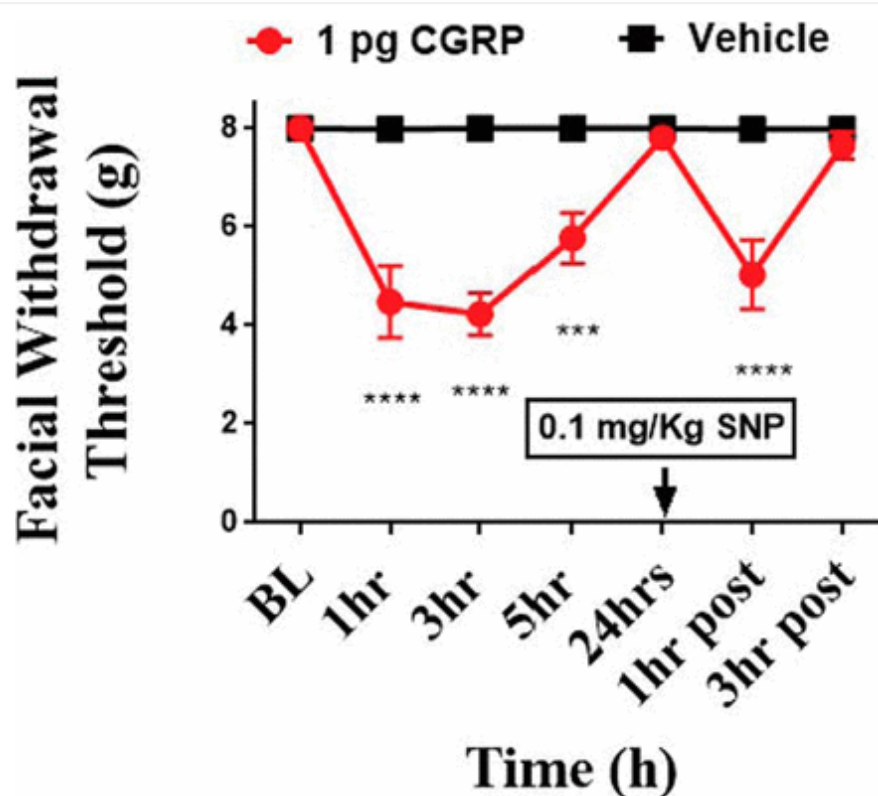 1 pg CGRP
Vehicle
Facial Withdrawal
Threshold (g)
8
6
4
2
0
****
****
***
****
0.1 mg/Kg SNP
BL
1hr
3hr
5hr
24hrs
1hr post
3hr post
Time (h)